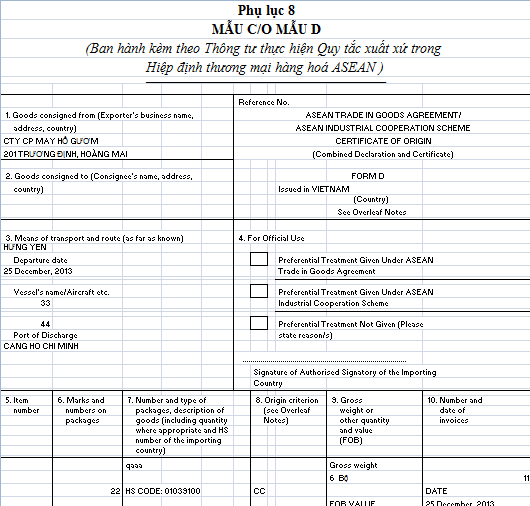 Phụ lục 8
MẪU C/O MẪU D
(Ban hành kèm theo Thông tư thực hiện Quy tắc xuất xứ trong
Hiệp định thương mại hàng hoá ASEAN )
Reference No.
1. Goods consigned from (Exporter's business name,
address, country)
CTY CP MAY HỒ GƯƠM
201 TRƯƠNG ĐỊNH, HOÀNG MAI
ASEAN TRADE IN GOODS AGREEMENT/
ASEAN INDUSTRIAL COOPERATION SCHEME
CERTIFICATE OF ORIGIN
(Combined Declaration and Certificate)
2. Goods consigned to (Consignee's name, address,
country)
FORM D
Issued in VIETNAM
(Country)
See Overleaf Notes
3. Means of transport and route (as far as known)
HƯNG YEN
Departure date
25 December, 2013
Vessel's name/Aircraft etc.
33
44
Port of Discharge
CANG HO CHI MINH
4. For Official Use
Preferential Treatment Given Under ASEAN
Trade in Goods Agreement
Preferential Treatment Given Under ASEAN
Industrial Cooperation Scheme
Preferential Treatment Not Given (Please
state reason/s)
Signature of Authorised Signatory of the Importing
Country
5. Item
number
6. Marks and
numbers on
packages
7. Number and type of
packages, description of
goods (including quantity
where appropriate and HS
number of the importing
country)
8. Origin criterion
(see Overleaf
Notes)
9. Gross
weight or
other quantity
and value
(FOB)
10. Number and
date of
invoices
qaaa
Gross weight
6 Bộ
11
22
HS CODE: 01039100
CC
DATE
FOB VALUE
25 December, 2013